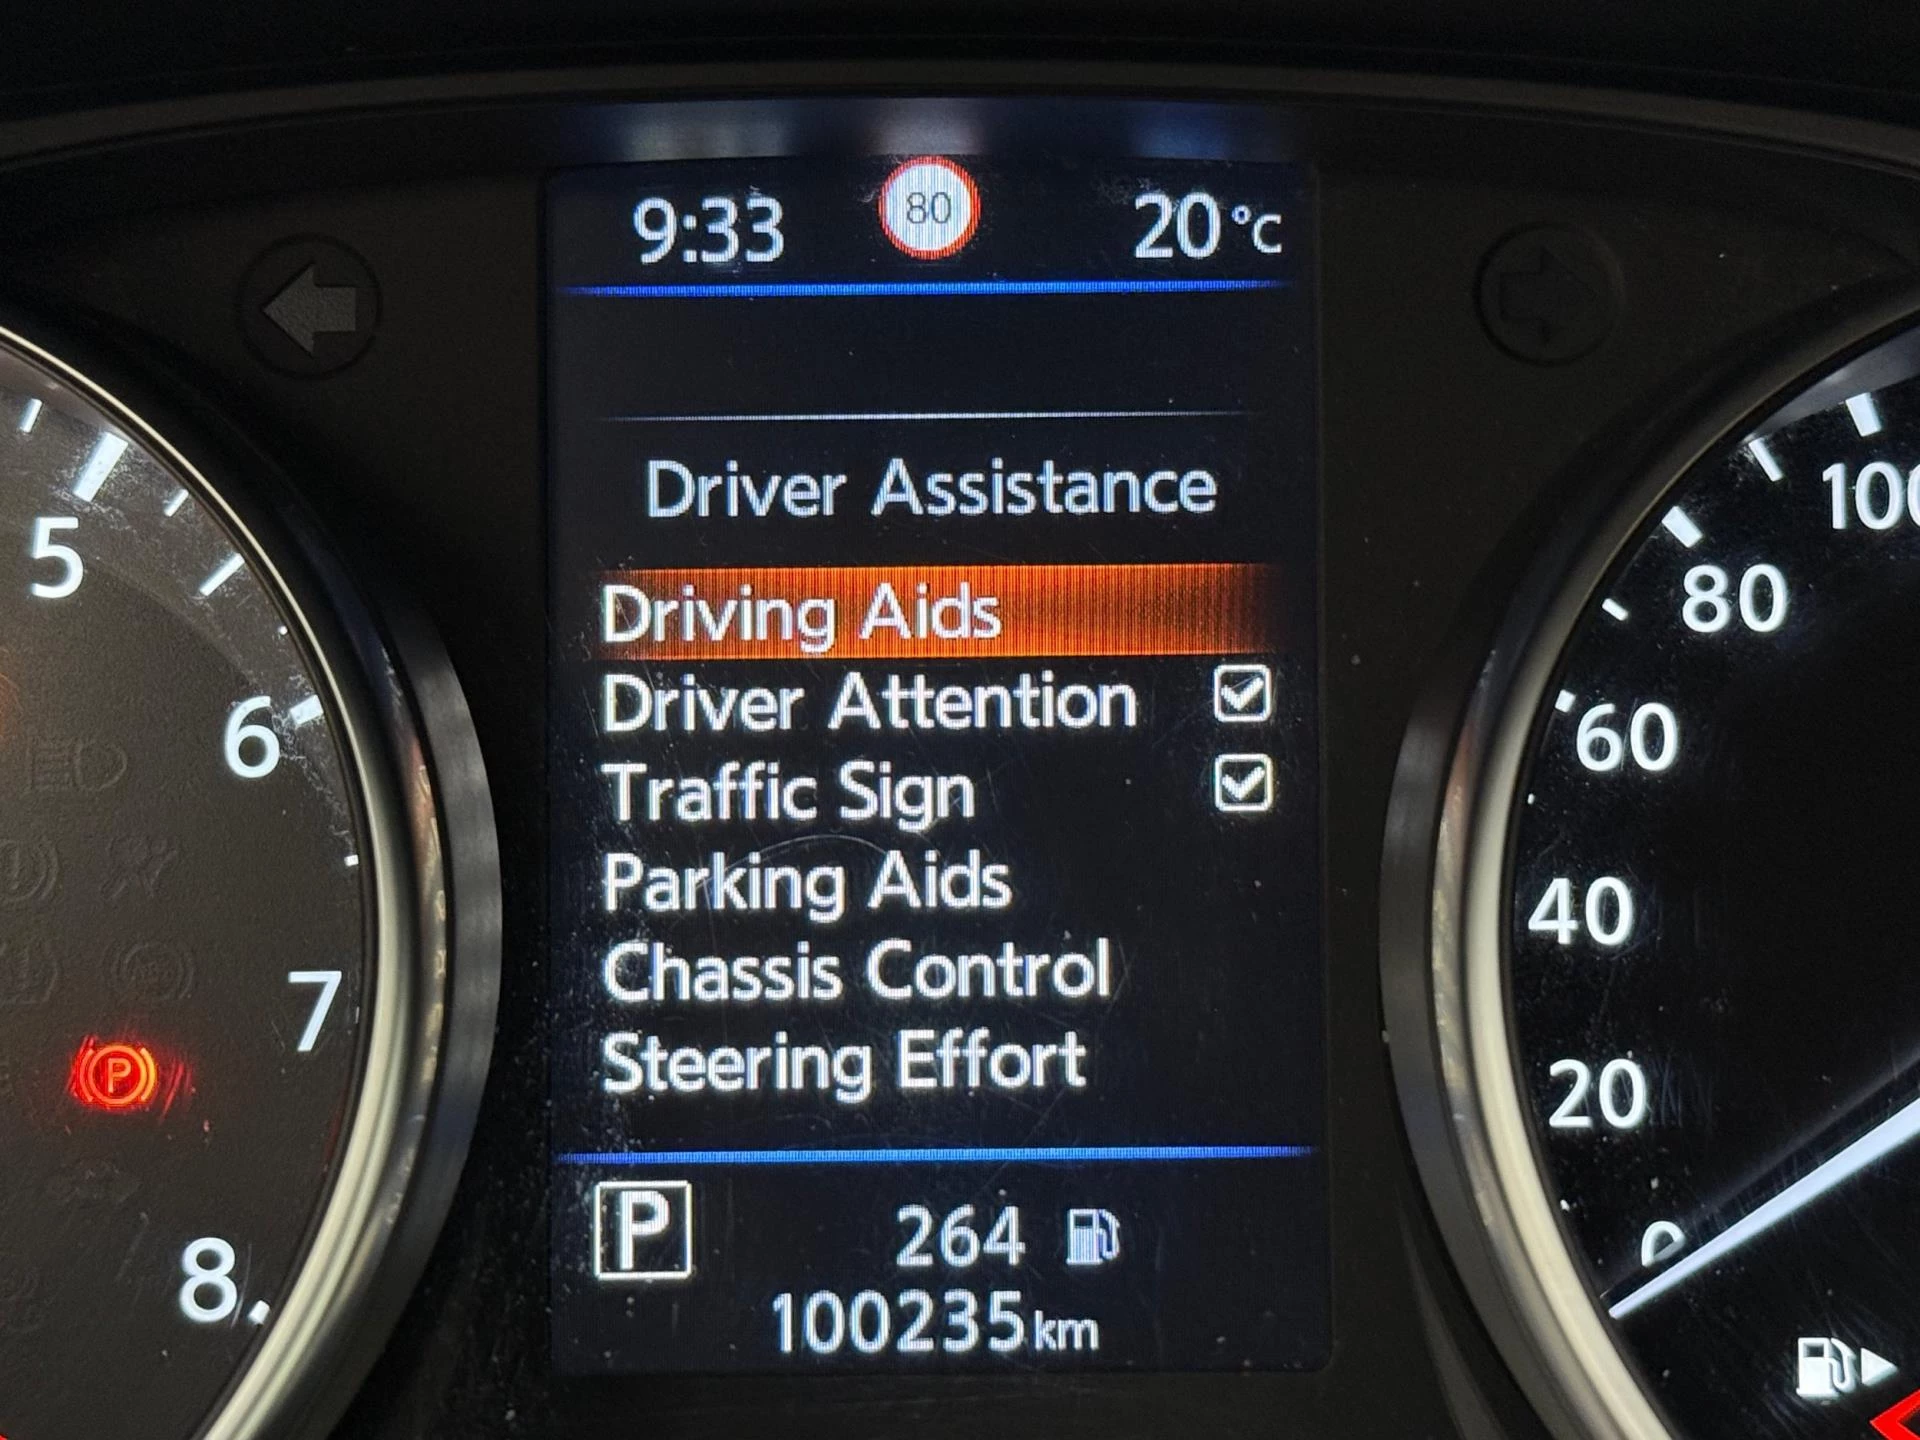 9:33 80 20°C
Driver Assistance
Driving Aids
Driver Attention
Traffic Sign
Parking Aids
Chassis Control
Steering Effort
P 264
100235km
5
6
7
8
P
100
80
60
40
20
0